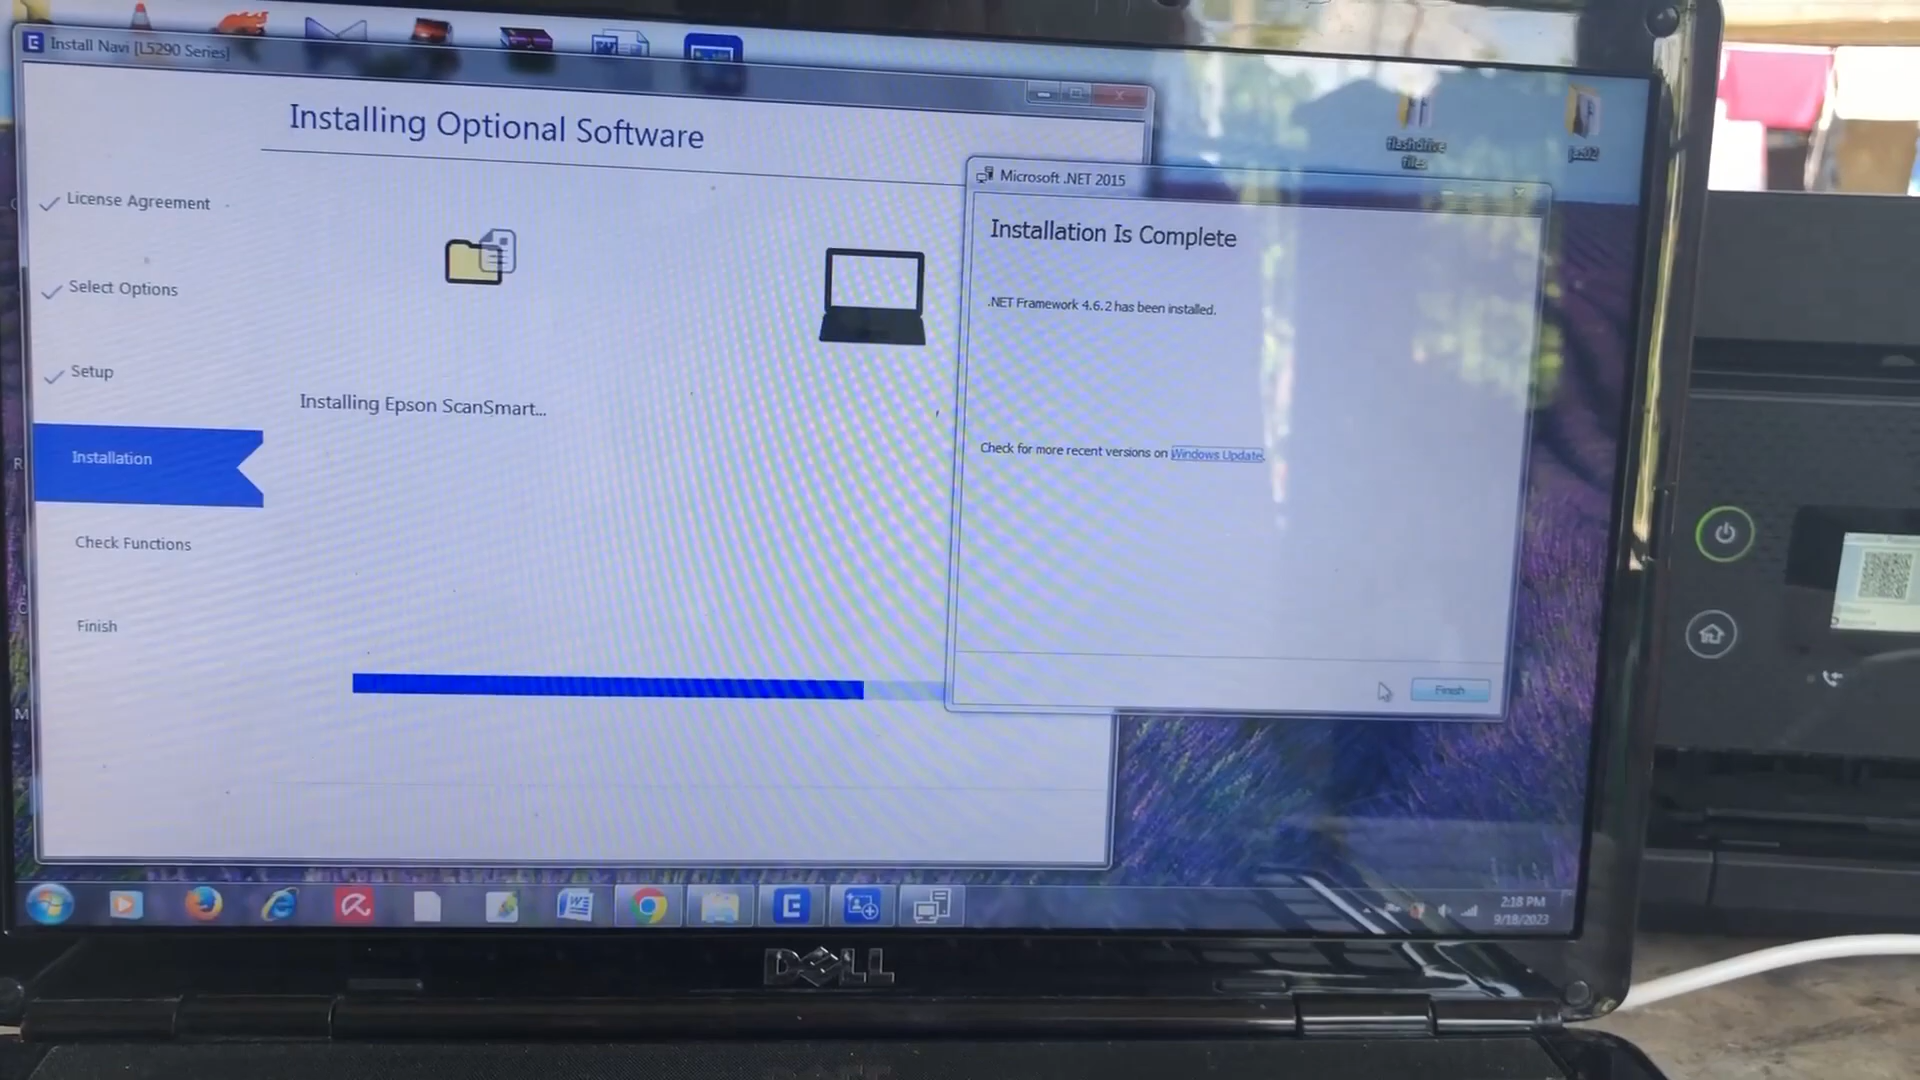 Install Navi [L5290 Series]
Installing Optional Software
License Agreement
Select Options
Setup
Installation
Check Functions
Finish
Installing Epson ScanSmart...
Microsoft .NET 2015
Installation Is Complete
.NET Framework 4.6.2 has been installed.
Check for more recent versions on Windows Update.
Finish
flashdrive
files
2:18 PM
9/18/2023
DELL